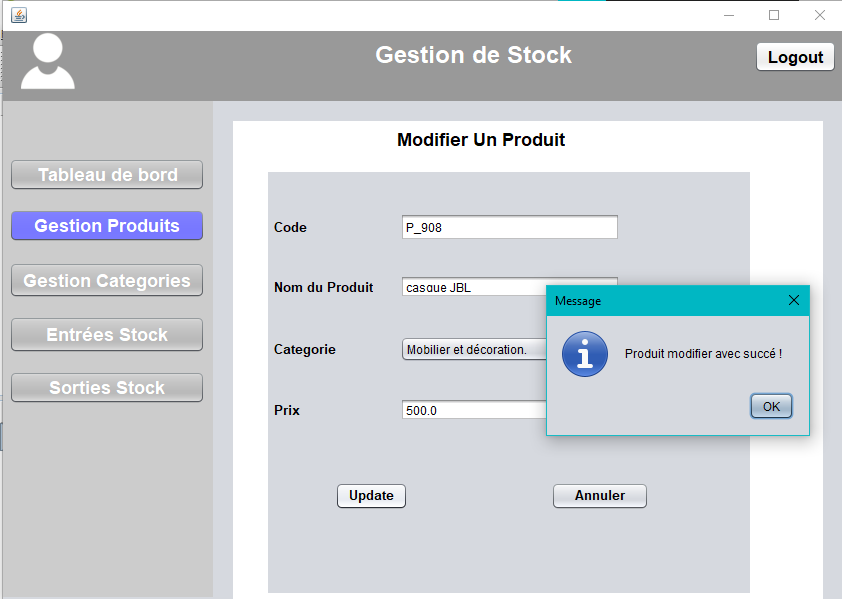 Gestion de Stock
Logout
Tableau de bord
Gestion Produits
Gestion Categories
Entrées Stock
Sorties Stock
Modifier Un Produit
Code
P_908
Nom du Produit
casque JBL
Categorie
Mobilier et décoration.
Prix
500.0
Update
Annuler
Message
Produit modifier avec succé !
OK